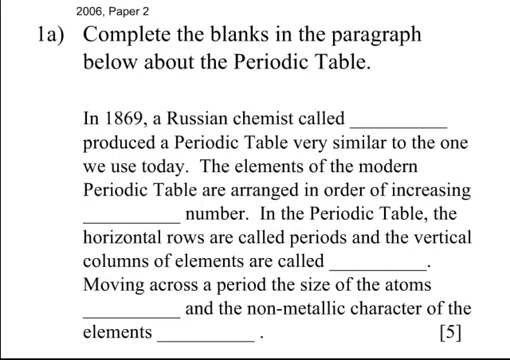 2006, Paper 2
1a) Complete the blanks in the paragraph
below about the Periodic Table.
In 1869, a Russian chemist called __________
produced a Periodic Table very similar to the one
we use today. The elements of the modern
Periodic Table are arranged in order of increasing
__________ number. In the Periodic Table, the
horizontal rows are called periods and the vertical
columns of elements are called __________.
Moving across a period the size of the atoms
__________ and the non-metallic character of the
elements __________ . [5]